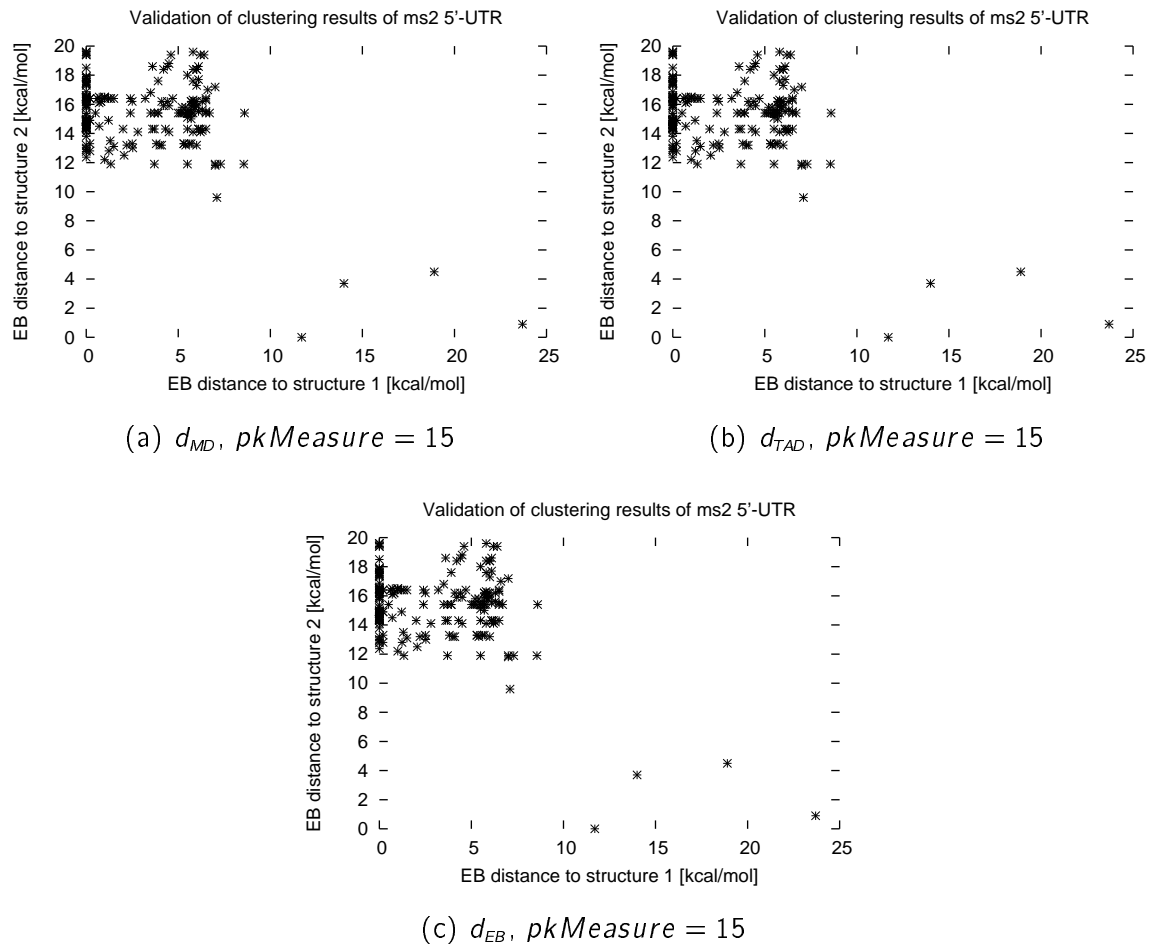 Validation of clustering results of ms2 5'-UTR
EB distance to structure 2 [kcal/mol]
20
18
16
14
12
10
8
6
4
2
0
0 5 10 15 20 25
EB distance to structure 1 [kcal/mol]
(a) d_MD, pkMeasure = 15
Validation of clustering results of ms2 5'-UTR
EB distance to structure 2 [kcal/mol]
20
18
16
14
12
10
8
6
4
2
0
0 5 10 15 20 25
EB distance to structure 1 [kcal/mol]
(b) d_TAD, pkMeasure = 15
Validation of clustering results of ms2 5'-UTR
EB distance to structure 2 [kcal/mol]
20
18
16
14
12
10
8
6
4
2
0
0 5 10 15 20 25
EB distance to structure 1 [kcal/mol]
(c) d_EB, pkMeasure = 15